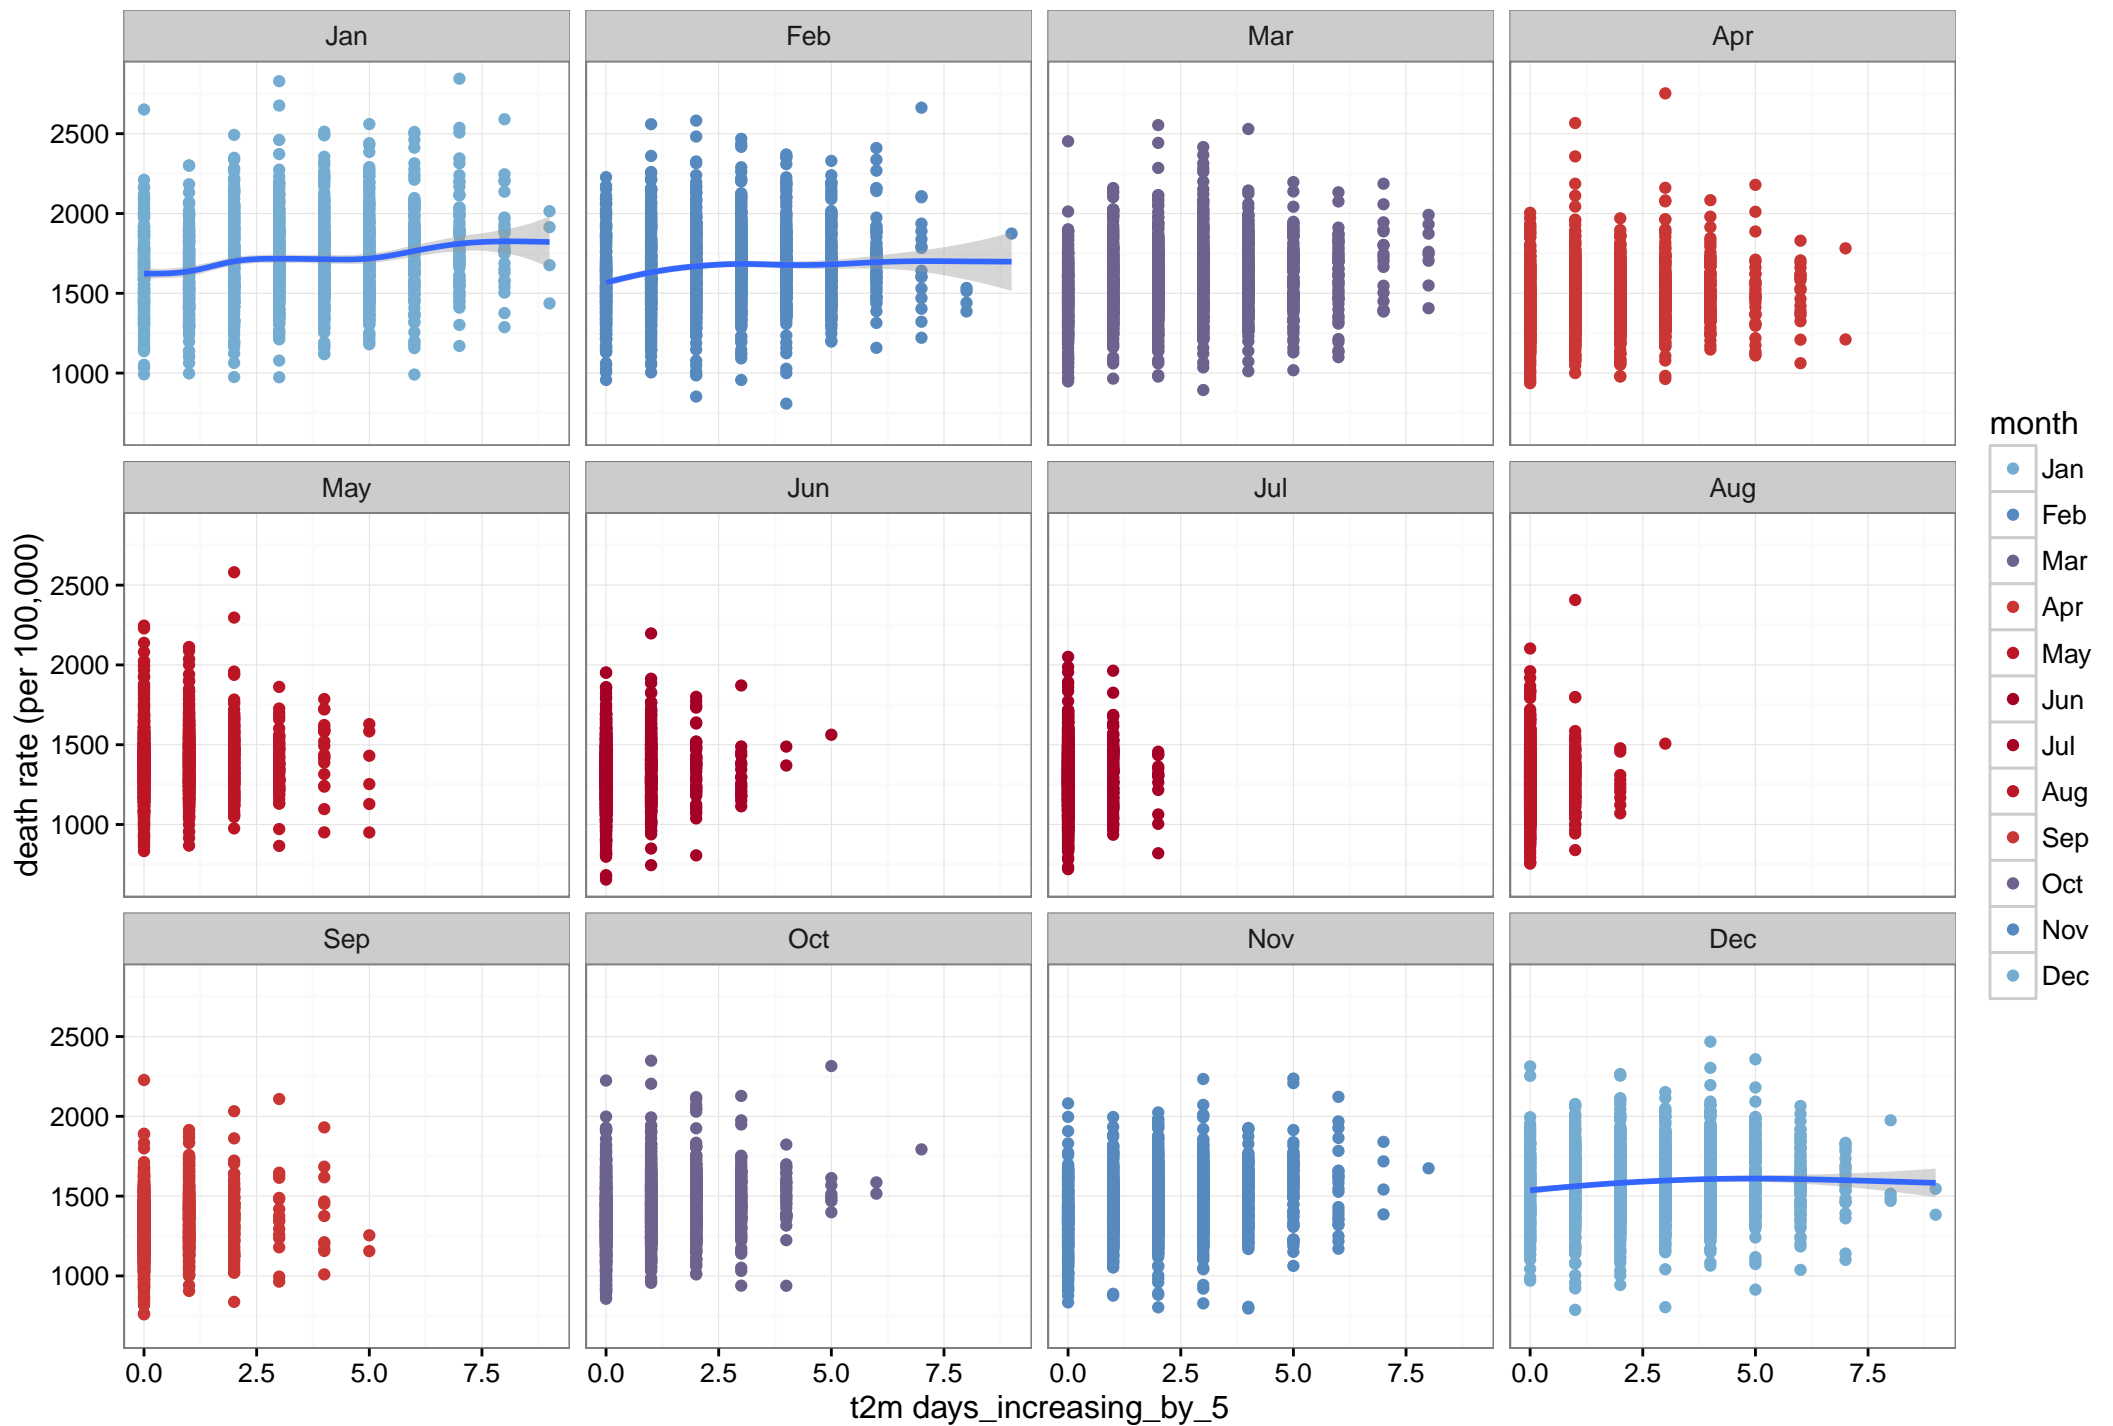 Jan Feb Mar Apr
2500
2000
1500
1000
May Jun Jul Aug
2500
2000
1500
1000
Sep Oct Nov Dec
2500
2000
1500
1000
0.0 2.5 5.0 7.5 0.0 2.5 5.0 7.5 0.0 2.5 5.0 7.5 0.0 2.5 5.0 7.5
t2m days_increasing_by_5
death rate (per 100,000)
month
Jan
Feb
Mar
Apr
May
Jun
Jul
Aug
Sep
Oct
Nov
Dec